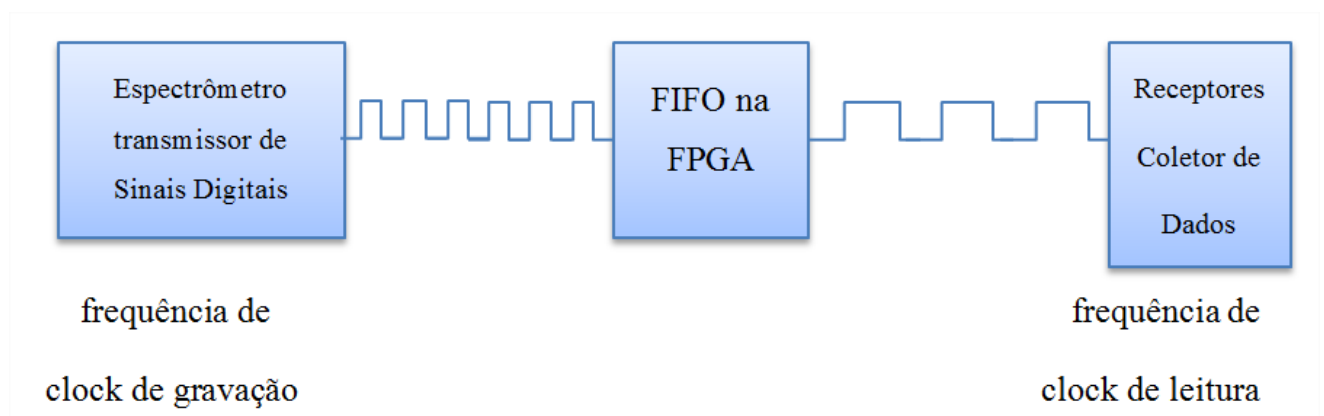 Espectrômetro
transmissor de
Sinais Digitais
FIFO na
FPGA
Receptores
Coletor de
Dados
frequência de
clock de gravação
frequência de
clock de leitura